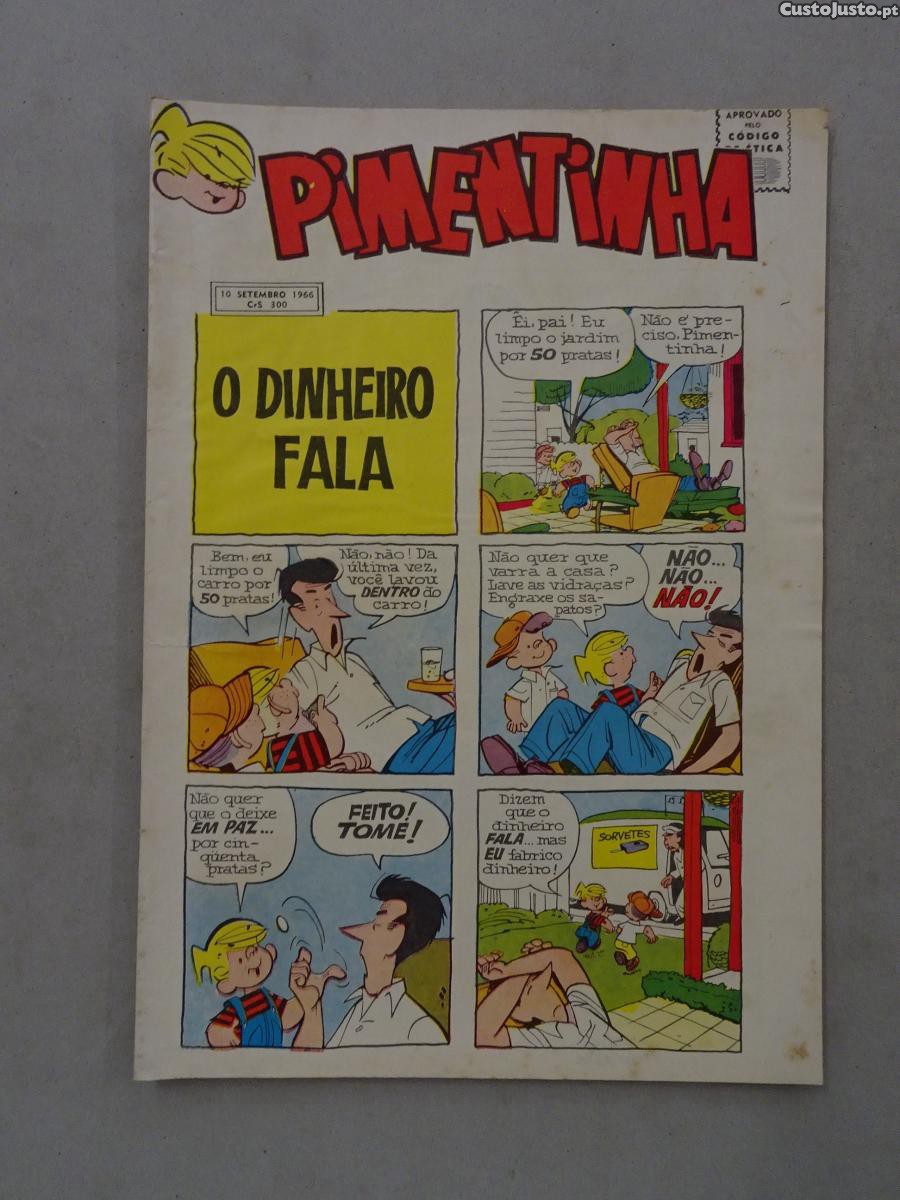 CustoJusto.pt
APROVADO
PELO
CÓDIGO
DE ÉTICA
PIMENTINHA
10 SETEMBRO 1966
Cr$ 300
O DINHEIRO
FALA
Êi, pai! Eu
limpo o jardim
por 50 pratas!
Não é pre-
ciso, Pimen-
tinha!
Bem, eu
limpo o
carro por
50 pratas!
Não, não! Da
última vez,
você lavou
DENTRO do
carro!
Não quer que
varra a casa?
Lave as vidraças?
Engraxe os sa-
patos?
NÃO...
NÃO...
NÃO!
Não quer
que o deixe
EM PAZ...
por cin-
qüenta
pratas?
FEITO!
TOME!
Dizem
que o
dinheiro
FALA... mas
EU fabrico
dinheiro!
SORVETES